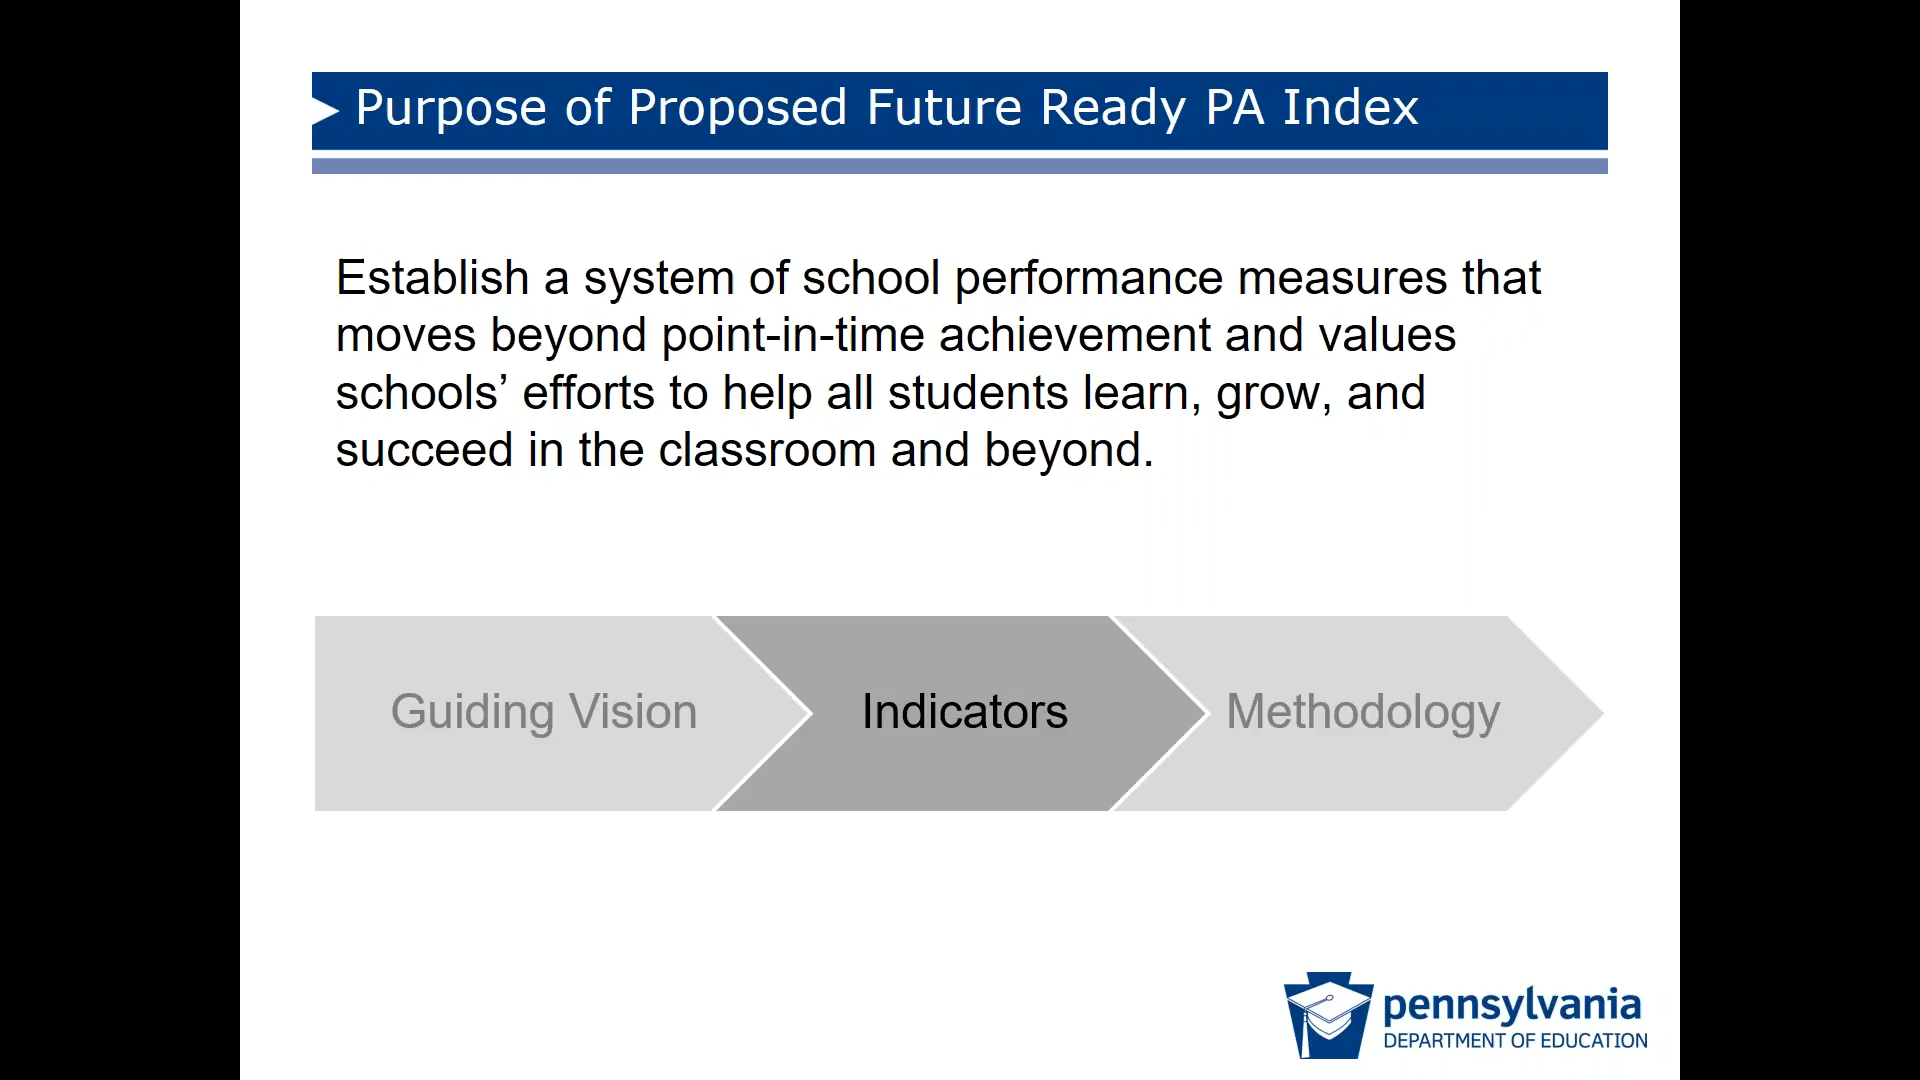 Purpose of Proposed Future Ready PA Index
Establish a system of school performance measures that
moves beyond point-in-time achievement and values
schools’ efforts to help all students learn, grow, and
succeed in the classroom and beyond.
Guiding Vision
Indicators
Methodology
pennsylvania
DEPARTMENT OF EDUCATION